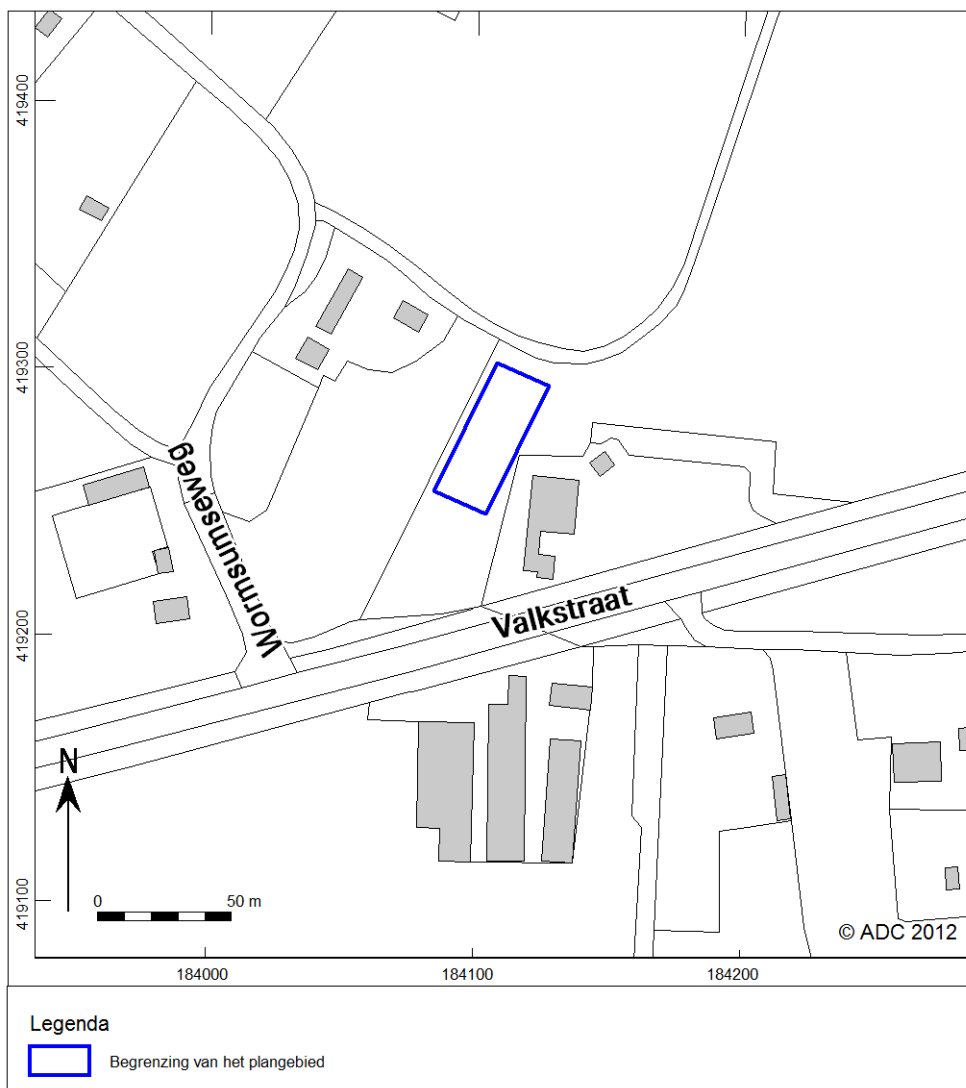 419400
419300
Wormsumseweg
Valkstraat
419200
N
0 50 m
419100
© ADC 2012
184000 184100 184200
Legenda
Begrenzing van het plangebied